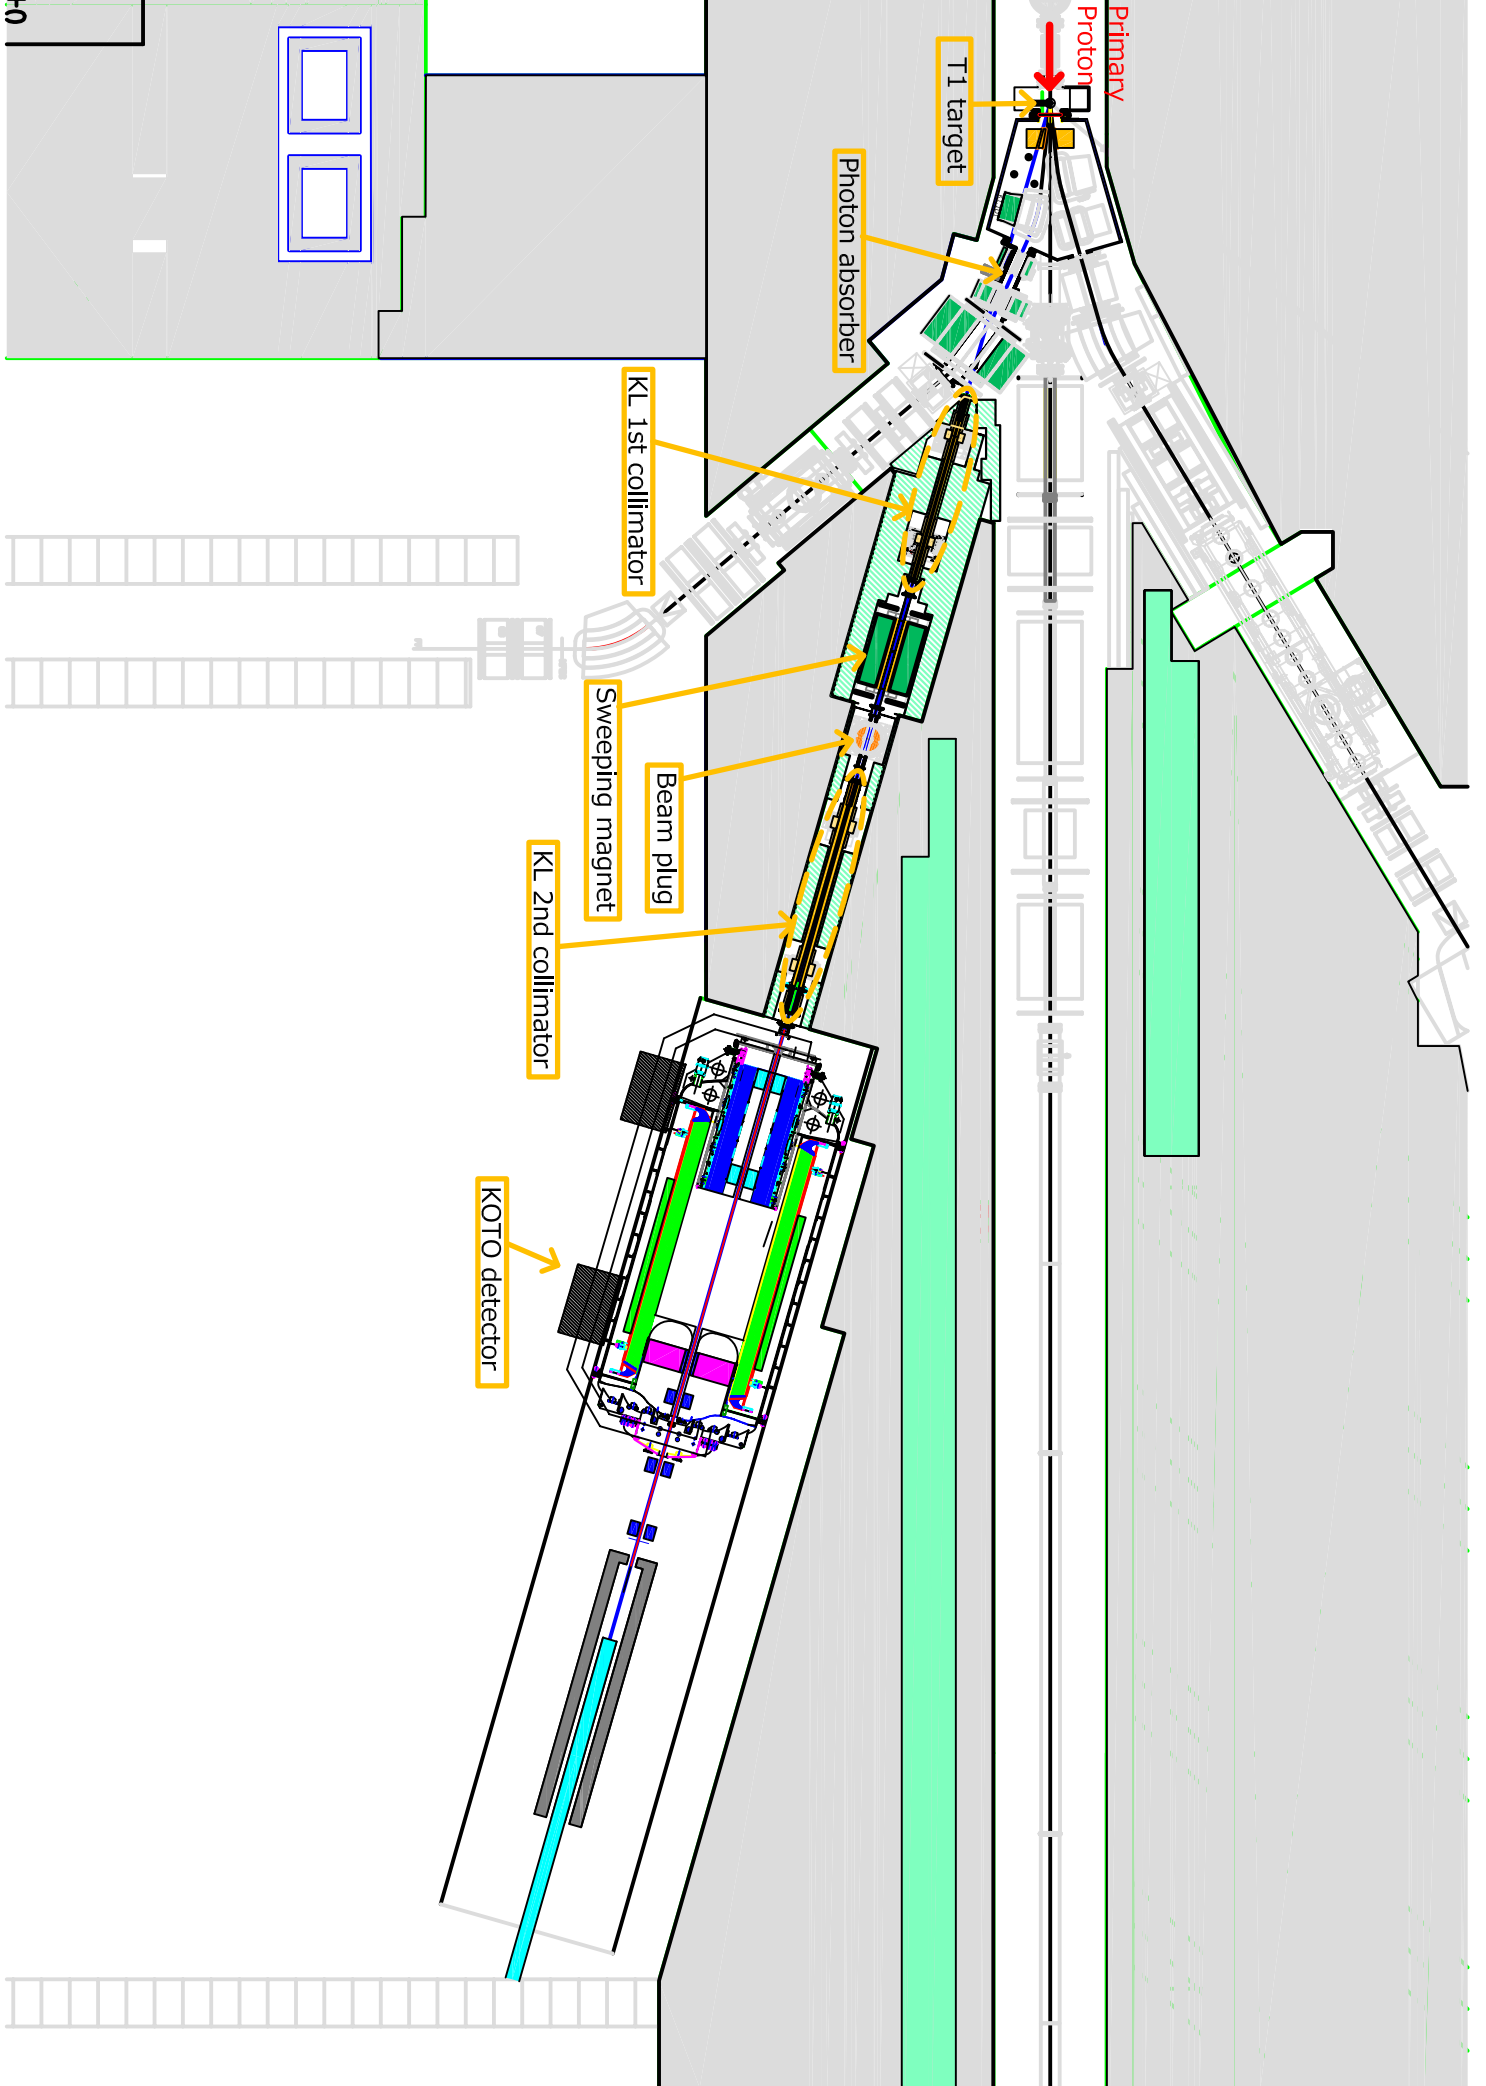 Primary
Proton
T1 target
Photon absorber
KL 1st collimator
Sweeping magnet
Beam plug
KL 2nd collimator
KOTO detector